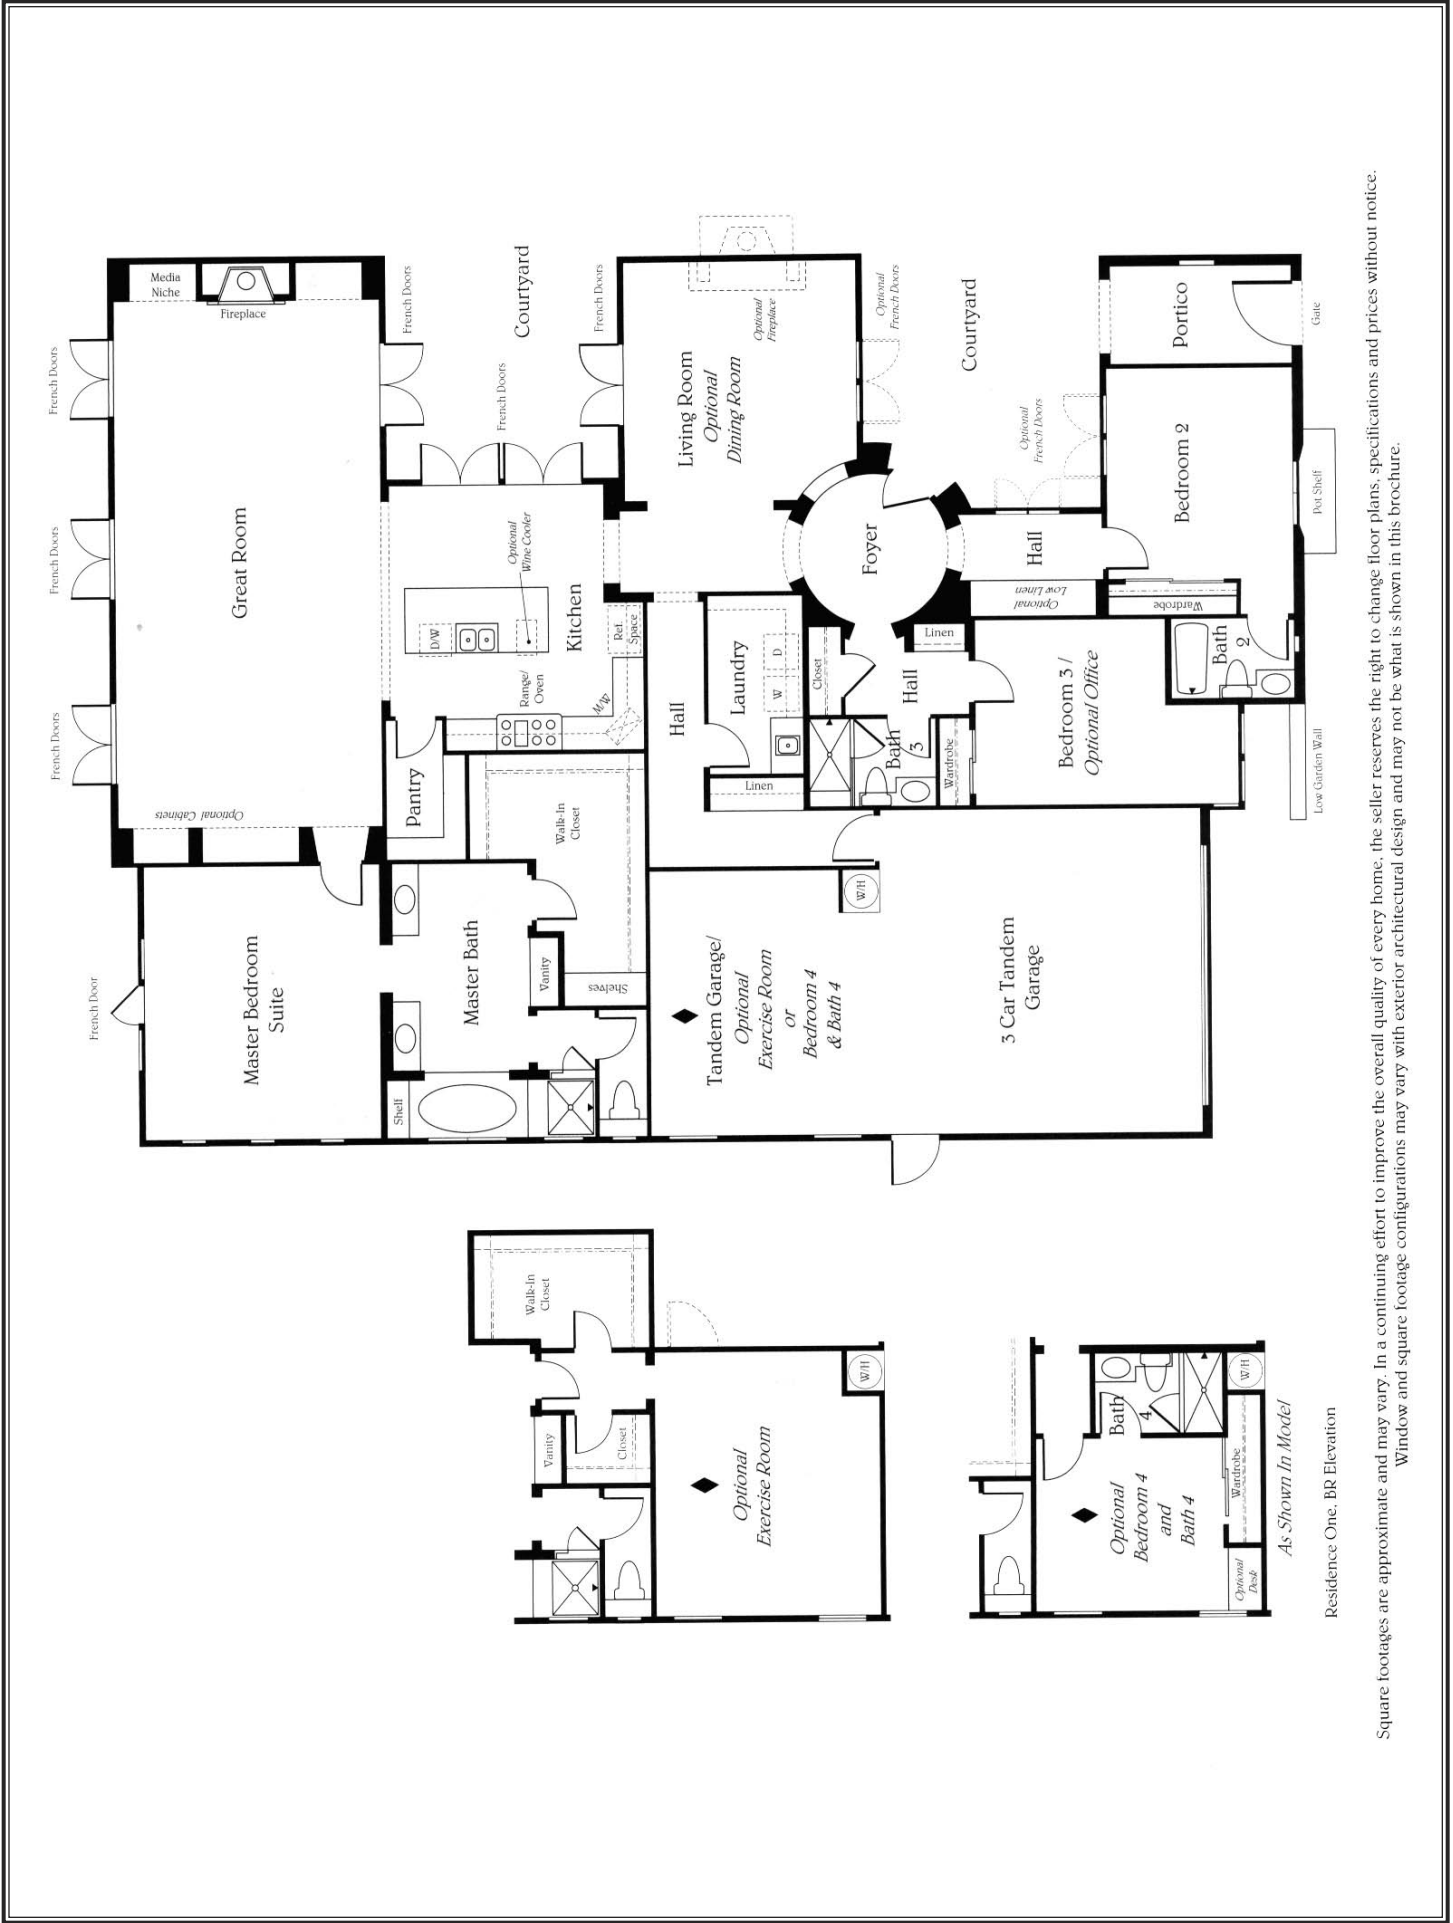 Media
Niche
Fireplace
French Doors
French Doors
French Doors
French Doors
Great Room
Optional Cabinets
Courtyard
French Doors
French Doors
Optional
Wine Cooler
D/W
Kitchen
Range/
Oven
M/W
Ref.
Space
Pantry
Living Room
Optional
Dining Room
Optional
Fireplace
Optional
French Doors
Courtyard
Optional
French Doors
Portico
Gate
Bedroom 2
Pot Shelf
Foyer
Hall
Optional
Low Linen
Wardrobe
Bath
2
Linen
Closet
Hall
Bath
3
Wardrobe
Bedroom 3 /
Optional Office
Low Garden Wall
Hall
Laundry
W
D
Linen
Walk-In
Closet
Shelves
Vanity
Master Bath
Shelf
Master Bedroom
Suite
French Door
W/H
Tandem Garage/
Optional
Exercise Room
or
Bedroom 4
& Bath 4
3 Car Tandem
Garage
Walk-In
Closet
Vanity
Closet
W/H
Optional
Exercise Room
Bath
4
W/H
Wardrobe
Optional
Bedroom 4
and
Bath 4
Optional
Desk
As Shown In Model
Residence One, BR Elevation
Square footages are approximate and may vary. In a continuing effort to improve the overall quality of every home, the seller reserves the right to change floor plans, specifications and prices without notice.
Window and square footage configurations may vary with exterior architectural design and may not be what is shown in this brochure.